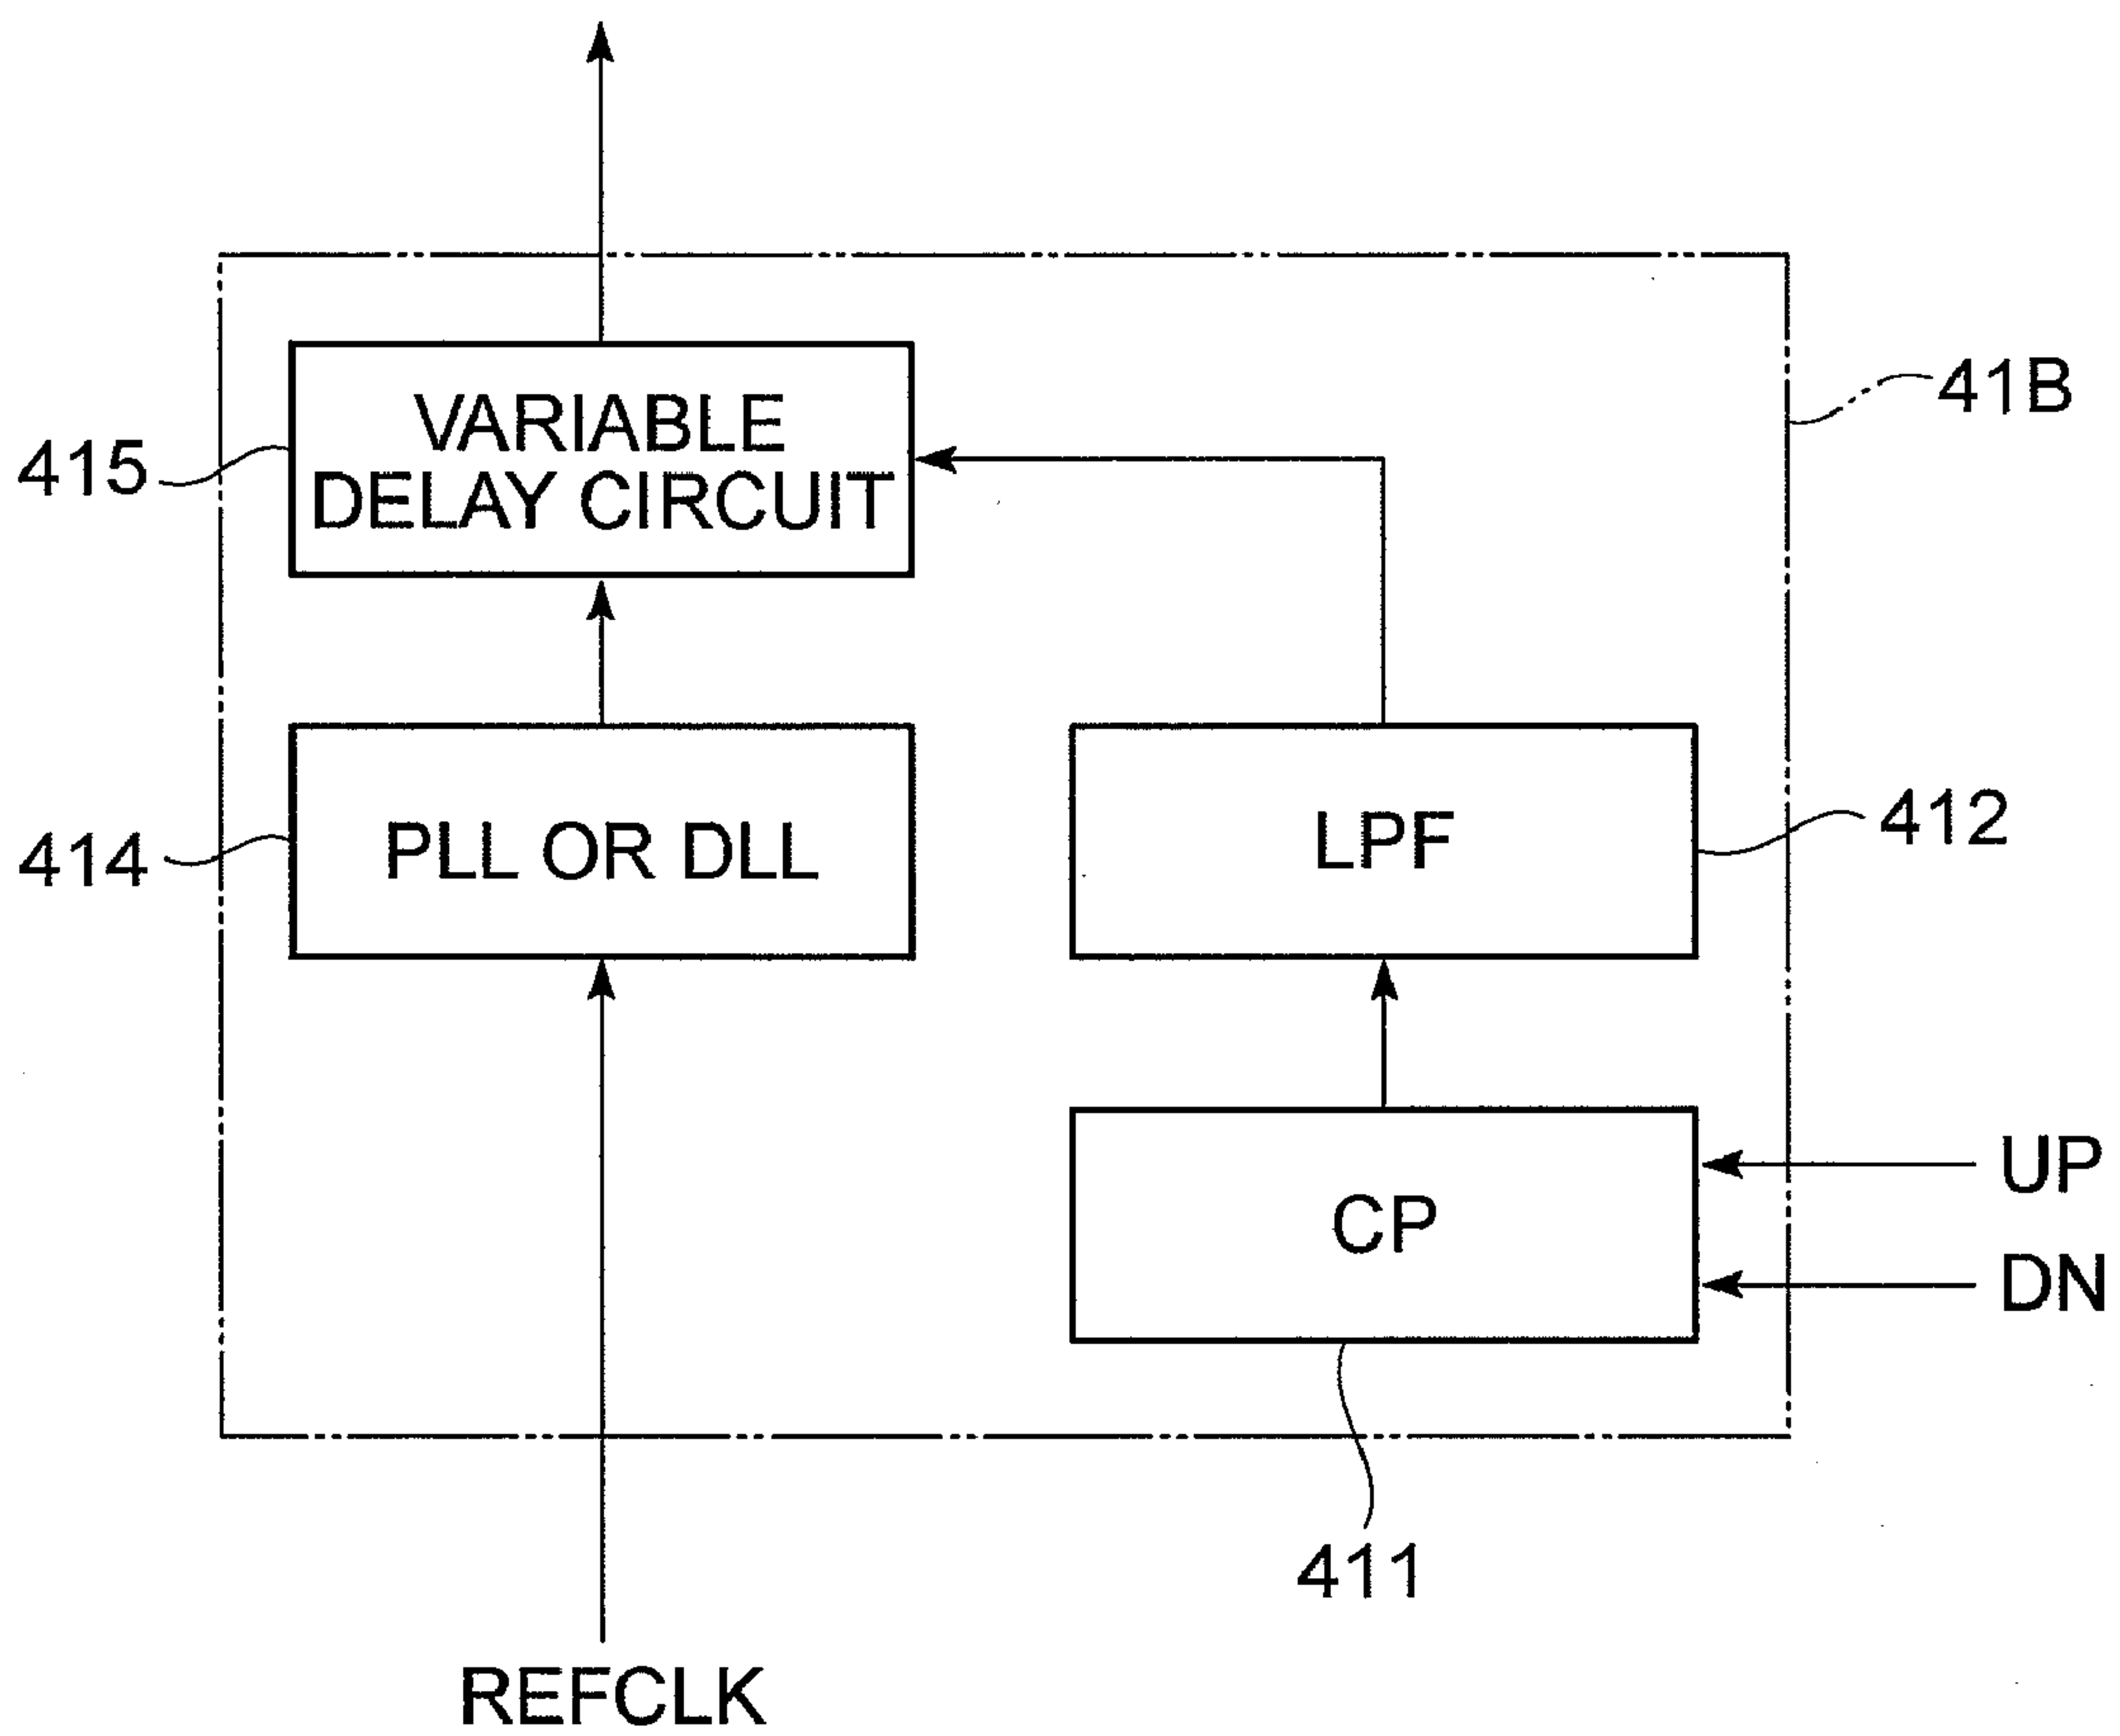 41B
VARIABLE
DELAY CIRCUIT
415
PLL OR DLL
414
LPF
412
CP
UP
DN
411
REFCLK